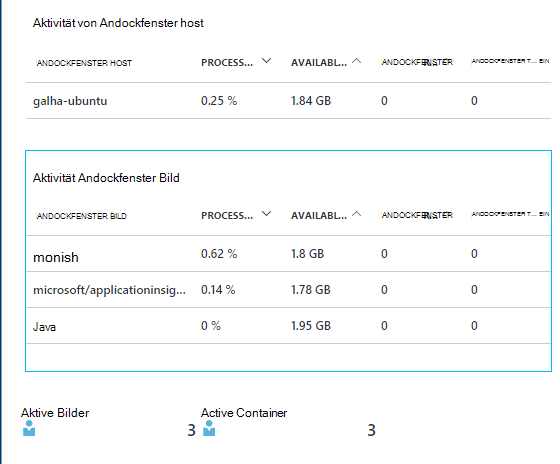 Aktivität von Andockfenster host
ANDOCKFENSTER HOST PROCESS... AVAILABL... ANDOCKFENSTER ANDOCKFENSTER T... EIN
galha-ubuntu 0.25 % 1.84 GB 0 0
Aktivität Andockfenster Bild
ANDOCKFENSTER BILD PROCESS... AVAILABL... ANDOCKFENSTER ANDOCKFENSTER T... EIN
monish 0.62 % 1.8 GB 0 0
microsoft/applicationinsig... 0.14 % 1.78 GB 0 0
Java 0 % 1.95 GB 0 0
Aktive Bilder Active Container
3 3